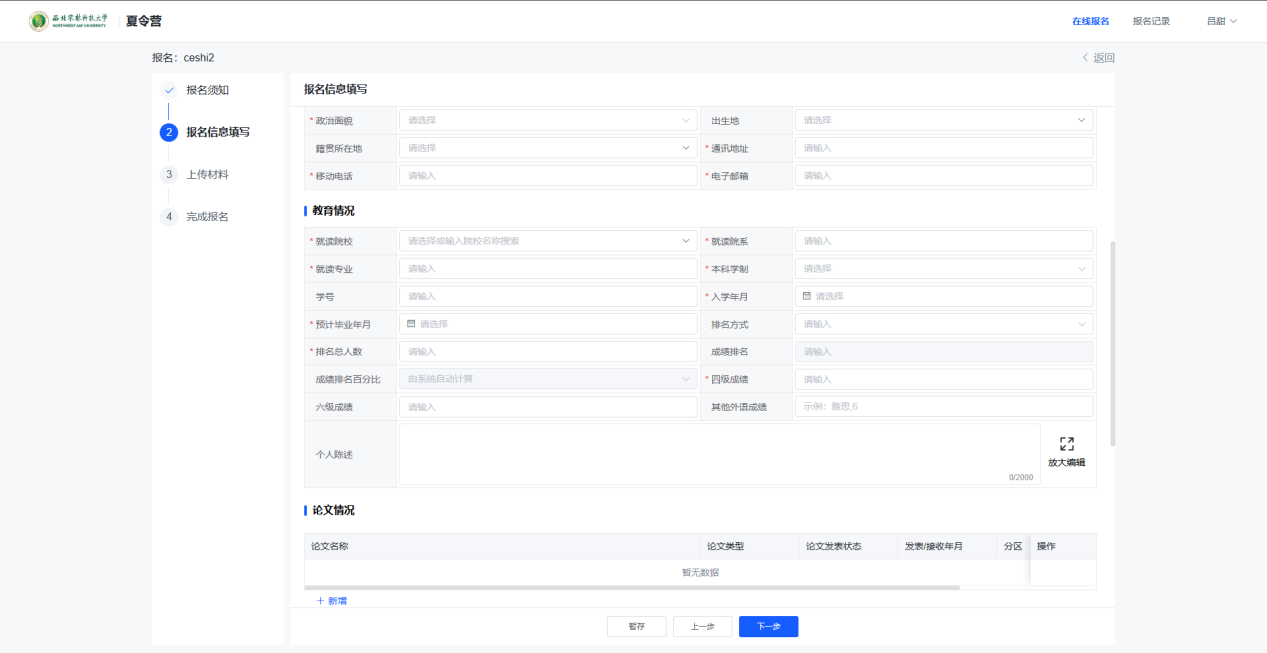 西北农林科技大学
NORTHWEST A&F UNIVERSITY
夏令营
在线报名 报名记录 吕甜
报名：ceshi2
返回
报名须知
2 报名信息填写
3 上传材料
4 完成报名
报名信息填写
* 政治面貌 请选择 出生地 请选择
籍贯所在地 请选择 * 通讯地址 请输入
* 移动电话 请输入 * 电子邮箱 请输入
教育情况
* 就读院校 请选择或输入院校名称搜索 * 就读院系 请输入
* 就读专业 请输入 * 本科学制 请选择
学号 请输入 * 入学年月 请选择
* 预计毕业年月 请选择 排名方式 请输入
* 排名总人数 请输入 成绩排名 请输入
成绩排名百分比 由系统自动计算 * 四级成绩 请输入
六级成绩 请输入 其他外语成绩 示例：雅思,6
个人陈述
0/2000
放大编辑
论文情况
论文名称 论文类型 论文发表状态 发表/接收年月 分区 操作
暂无数据
+ 新增
暂存 上一步 下一步